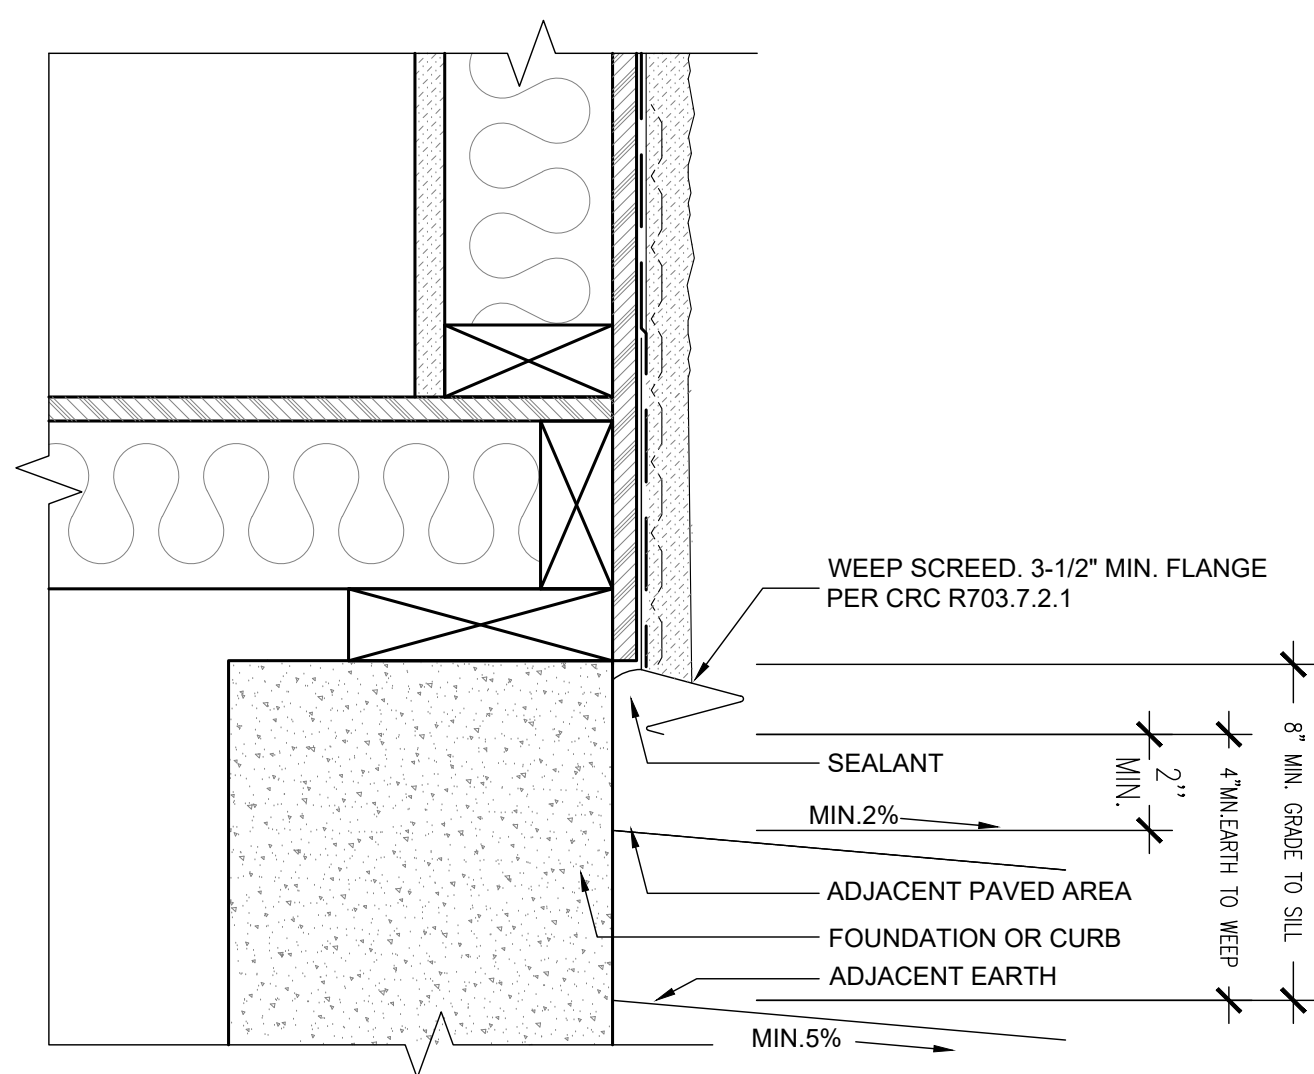 WEEP SCREED. 3-1/2" MIN. FLANGE
PER CRC R703.7.2.1
SEALANT
MIN.2%
ADJACENT PAVED AREA
FOUNDATION OR CURB
ADJACENT EARTH
MIN.5%
2"
MIN.
4"MN.EARTH TO WEEP
8" MIN. GRADE TO SILL